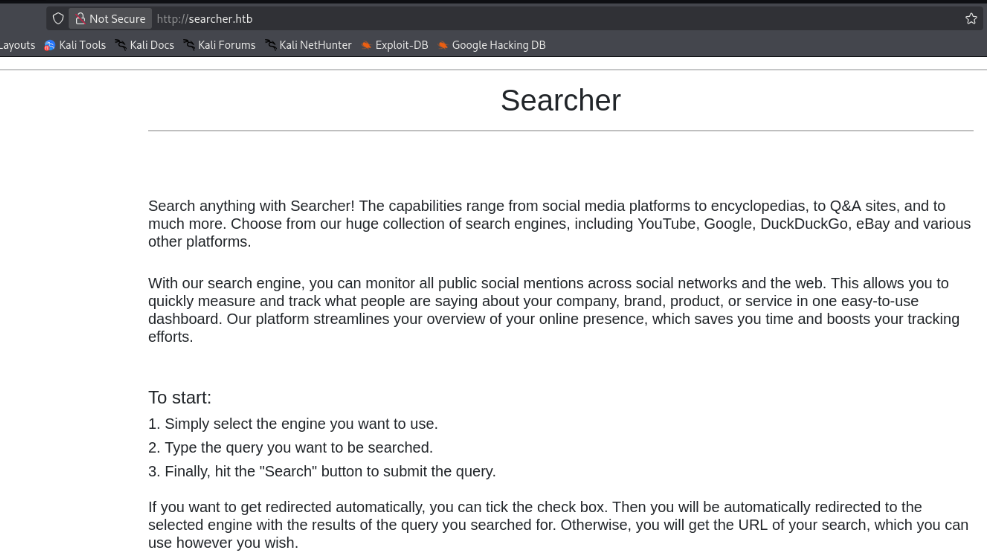 Not Secure http://searcher.htb
Layouts Kali Tools Kali Docs Kali Forums Kali NetHunter Exploit-DB Google Hacking DB
Searcher
Search anything with Searcher! The capabilities range from social media platforms to encyclopedias, to Q&A sites, and to
much more. Choose from our huge collection of search engines, including YouTube, Google, DuckDuckGo, eBay and various
other platforms.
With our search engine, you can monitor all public social mentions across social networks and the web. This allows you to
quickly measure and track what people are saying about your company, brand, product, or service in one easy-to-use
dashboard. Our platform streamlines your overview of your online presence, which saves you time and boosts your tracking
efforts.
To start:
1. Simply select the engine you want to use.
2. Type the query you want to be searched.
3. Finally, hit the "Search" button to submit the query.
If you want to get redirected automatically, you can tick the check box. Then you will be automatically redirected to the
selected engine with the results of the query you searched for. Otherwise, you will get the URL of your search, which you can
use however you wish.